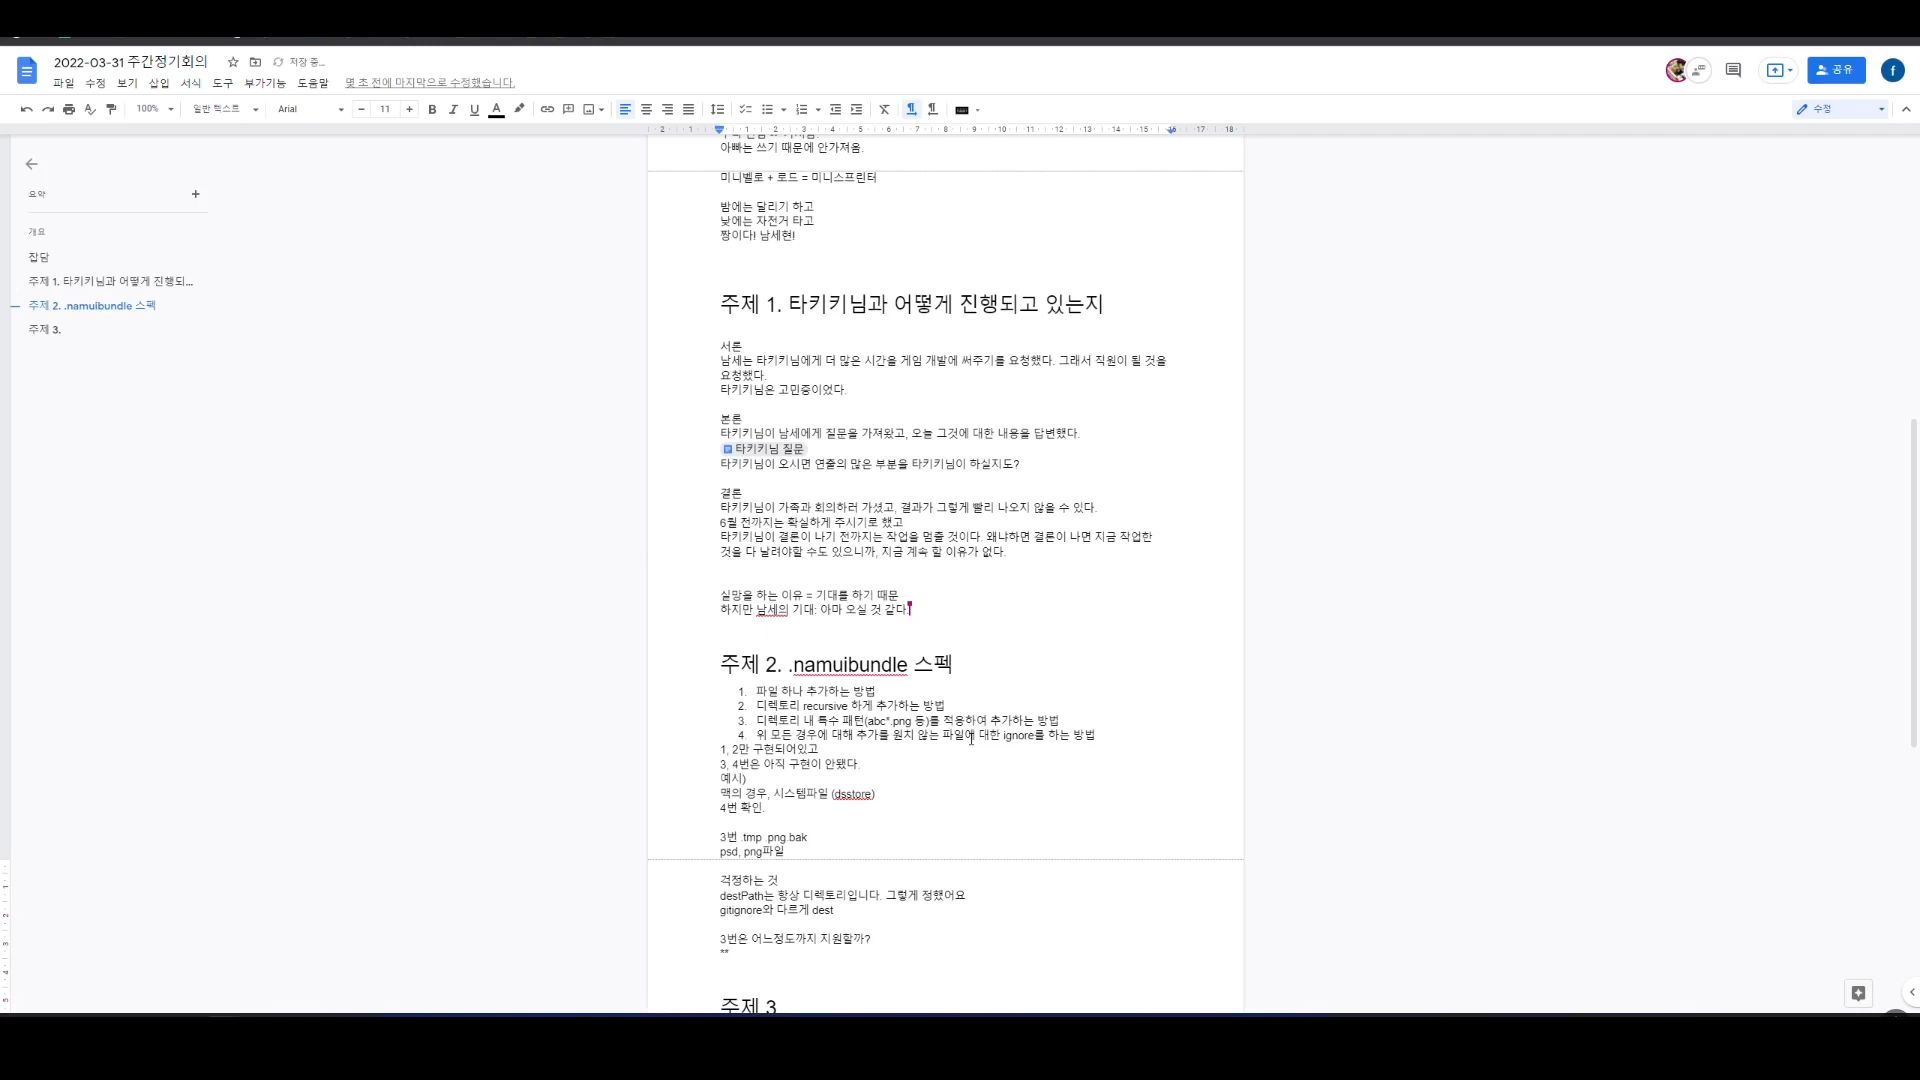 2022-03-31 주간정기회의
저장 중...
파일 수정 보기 삽입 서식 도구 부가기능 도움말 몇 초 전에 마지막으로 수정했습니다.
공유
f
100% 일반 텍스트 Arial 11
수정
2 1 1 2 3 4 5 6 7 8 9 10 11 12 13 14 15 16 17 18
요약
개요
잡담
주제 1. 타키키님과 어떻게 진행되...
주제 2. .namuibundle 스펙
주제 3.
아빠는 쓰기 때문에 안가져옴.
미니벨로 + 로드 = 미니스프린터
밤에는 달리기 하고
낮에는 자전거 타고
짱이다! 남세현!
주제 1. 타키키님과 어떻게 진행되고 있는지
서론
남세는 타키키님에게 더 많은 시간을 게임 개발에 써주기를 요청했다. 그래서 직원이 될 것을
요청했다.
타키키님은 고민중이었다.
본론
타키키님이 남세에게 질문을 가져왔고, 오늘 그것에 대한 내용을 답변했다.
타키키님 질문
타키키님이 오시면 연출의 많은 부분을 타키키님이 하실지도?
결론
타키키님이 가족과 회의하러 가셨고, 결과가 그렇게 빨리 나오지 않을 수 있다.
6월 전까지는 확실하게 주시기로 했고
타키키님이 결론이 나기 전까지는 작업을 멈출 것이다. 왜냐하면 결론이 나면 지금 작업한
것을 다 날려야할 수도 있으니까, 지금 계속 할 이유가 없다.
실망을 하는 이유 = 기대를 하기 때문
하지만 남세의 기대: 아마 오실 것 같다.
주제 2. .namuibundle 스펙
1. 파일 하나 추가하는 방법
2. 디렉토리 recursive 하게 추가하는 방법
3. 디렉토리 내 특수 패턴(abc*.png 등)를 적용하여 추가하는 방법
4. 위 모든 경우에 대해 추가를 원치 않는 파일에 대한 ignore를 하는 방법
1, 2만 구현되어있고
3, 4번은 아직 구현이 안됐다.
예시)
맥의 경우, 시스템파일 (dsstore)
4번 확인.
3번 .tmp .png.bak
psd, png파일
걱정하는 것
destPath는 항상 디렉토리입니다. 그렇게 정했어요
gitignore와 다르게 dest
3번은 어느정도까지 지원할까?
**
주제 3